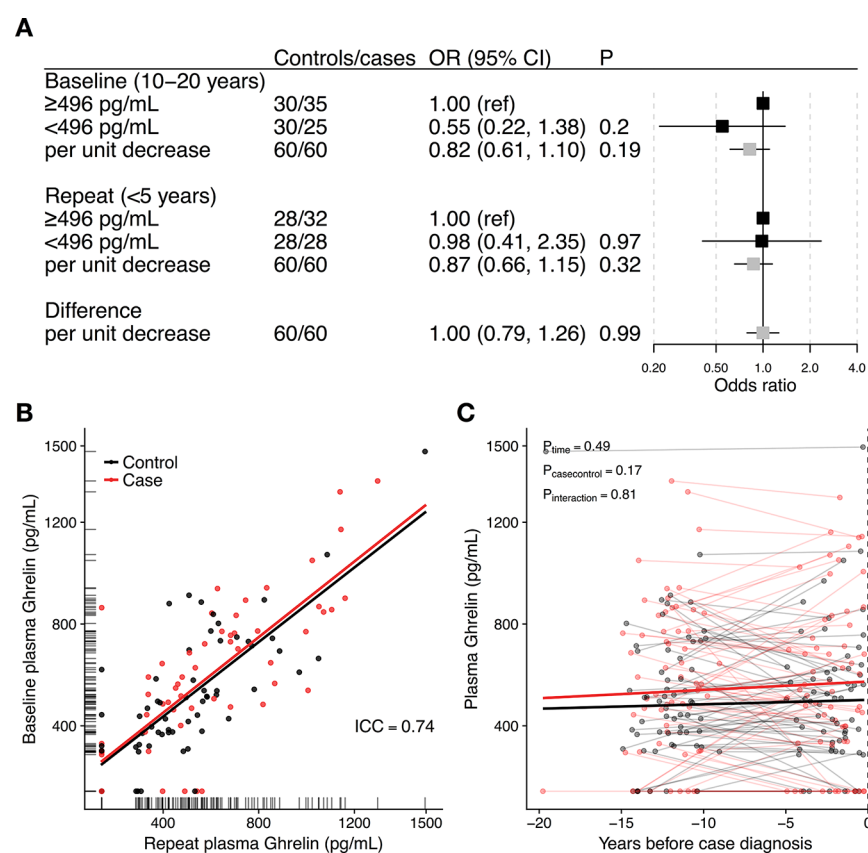 A
Controls/cases OR (95% CI) P
Baseline (10−20 years)
≥496 pg/mL 30/35 1.00 (ref)
<496 pg/mL 30/25 0.55 (0.22, 1.38) 0.2
per unit decrease 60/60 0.82 (0.61, 1.10) 0.19
Repeat (<5 years)
≥496 pg/mL 28/32 1.00 (ref)
<496 pg/mL 28/28 0.98 (0.41, 2.35) 0.97
per unit decrease 60/60 0.87 (0.66, 1.15) 0.32
Difference
per unit decrease 60/60 1.00 (0.79, 1.26) 0.99
0.20 0.50 1.0 2.0 4.0
Odds ratio
B
1500
1200
800
400
Baseline plasma Ghrelin (pg/mL)
Control
Case
ICC = 0.74
400 800 1200 1500
Repeat plasma Ghrelin (pg/mL)
C
1500
1200
800
400
Plasma Ghrelin (pg/mL)
Ptime = 0.49
Pcasecontrol = 0.17
Pinteraction = 0.81
−20 −15 −10 −5 0
Years before case diagnosis